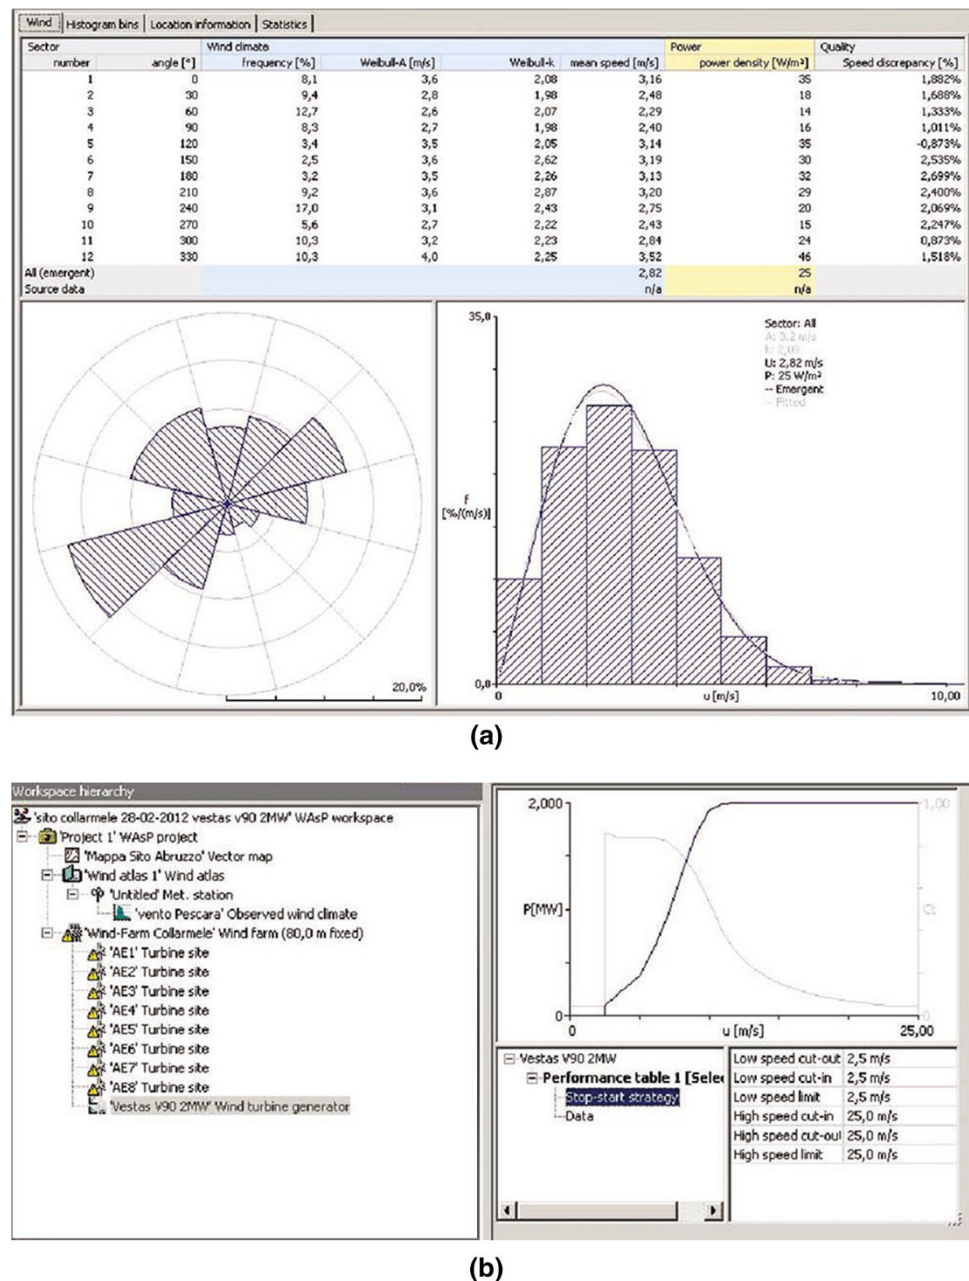 Wind Histogram bins Location information Statistics
Sector Wind climate Power Quality
number angle [°] frequency [%] Weibull-A [m/s] Weibull-k mean speed [m/s] power density [W/m²] Speed discrepancy [%]
1 0 8,1 3,6 2,08 3,16 35 1,882%
2 30 9,4 2,8 1,98 2,48 18 1,688%
3 60 12,7 2,6 2,07 2,29 14 1,333%
4 90 8,3 2,7 1,98 2,40 16 1,011%
5 120 3,4 3,5 2,05 3,14 35 -0,873%
6 150 2,5 3,6 2,62 3,19 30 2,535%
7 180 3,2 3,5 2,26 3,13 32 2,699%
8 210 9,2 3,6 2,87 3,20 29 2,400%
9 240 17,0 3,1 2,43 2,75 20 2,069%
10 270 5,6 2,7 2,22 2,43 15 2,247%
11 300 10,3 3,2 2,23 2,84 24 0,873%
12 330 10,3 4,0 2,25 3,52 46 1,518%
All (emergent) 2,82 25
Source data n/a n/a
20,0%
35,0
f
[%/(m/s)]
0,0
0 u [m/s] 10,00
Sector: All
A: 3,2 m/s
k: 2,09
U: 2,82 m/s
P: 25 W/m²
-- Emergent
-- Fitted
(a)
Workspace hierarchy
'sito collarmele 28-02-2012 vestas v90 2MW' WAsP workspace
'Project 1' WAsP project
'Mappa Sito Abruzzo' Vector map
'Wind atlas 1' Wind atlas
'Untitled' Met. station
'vento Pescara' Observed wind climate
'Wind-Farm Collarmele' Wind farm (80,0 m fixed)
'AE1' Turbine site
'AE2' Turbine site
'AE3' Turbine site
'AE4' Turbine site
'AE5' Turbine site
'AE6' Turbine site
'AE7' Turbine site
'AE8' Turbine site
'Vestas V90 2MW' Wind turbine generator
2,000 1,00
P[MW] Ct
0 0
0 u [m/s] 25,00
Vestas V90 2MW
Performance table 1 [Selec
Stop-start strategy
Data
Low speed cut-out 2,5 m/s
Low speed cut-in 2,5 m/s
Low speed limit 2,5 m/s
High speed cut-in 25,0 m/s
High speed cut-out 25,0 m/s
High speed limit 25,0 m/s
(b)